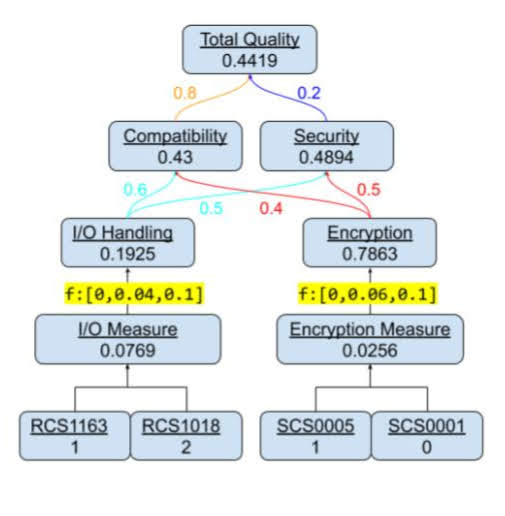 Total Quality
0.4419
0.8 0.2
Compatibility Security
0.43 0.4894
0.6 0.5 0.4 0.5
I/O Handling Encryption
0.1925 0.7863
f:[0,0.04,0.1] f:[0,0.06,0.1]
I/O Measure Encryption Measure
0.0769 0.0256
RCS1163 RCS1018 SCS0005 SCS0001
1 2 1 0